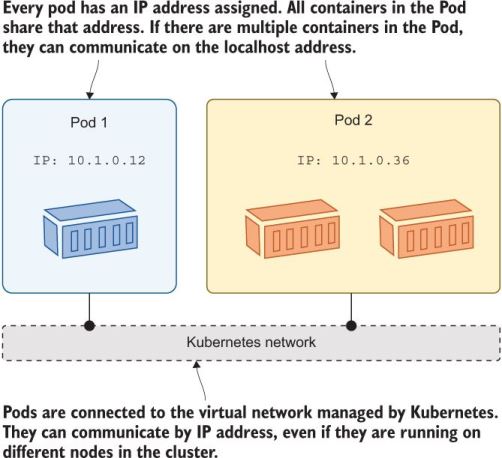 Every pod has an IP address assigned. All containers in the Pod
share that address. If there are multiple containers in the Pod,
they can communicate on the localhost address.
Pod 1
Pod 2
IP: 10.1.0.12
IP: 10.1.0.36
Kubernetes network
Pods are connected to the virtual network managed by Kubernetes.
They can communicate by IP address, even if they are running on
different nodes in the cluster.